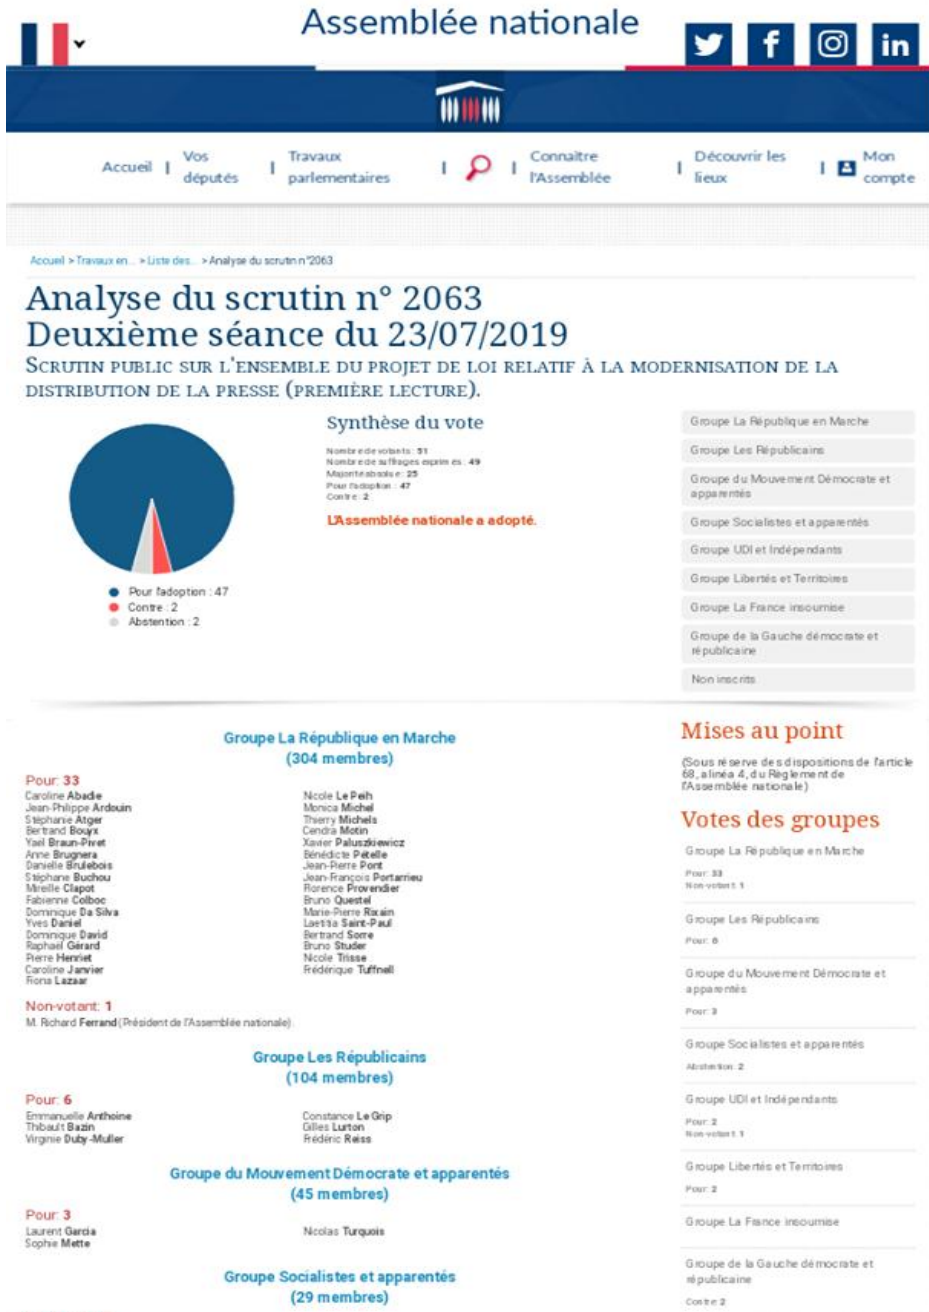 Assemblée nationale
Accueil
Vos
députés
Travaux
parlementaires
Connaître
l'Assemblée
Découvrir les
lieux
Mon
compte
Accueil > Travaux en... > Liste des... > Analyse du scrutin n°2063
Analyse du scrutin n° 2063
Deuxième séance du 23/07/2019
SCRUTIN PUBLIC SUR L'ENSEMBLE DU PROJET DE LOI RELATIF À LA MODERNISATION DE LA
DISTRIBUTION DE LA PRESSE (PREMIÈRE LECTURE).
Pour l'adoption : 47
Contre : 2
Abstention : 2
Synthèse du vote
Nombre de votants : 51
Nombre de suffrages exprimés : 49
Majorité absolue : 25
Pour l'adoption : 47
Contre : 2
L'Assemblée nationale a adopté.
Groupe La République en Marche
Groupe Les Républicains
Groupe du Mouvement Démocrate et
apparentés
Groupe Socialistes et apparentés
Groupe UDI et Indépendants
Groupe Libertés et Territoires
Groupe La France insoumise
Groupe de la Gauche démocrate et
républicaine
Non inscrits
Groupe La République en Marche
(304 membres)
Pour: 33
Caroline Abadie
Jean-Philippe Ardouin
Stéphanie Atger
Bertrand Bouyx
Yaël Braun-Pivet
Anne Brugnera
Danielle Brulebois
Stéphane Buchou
Mireille Clapot
Fabienne Colboc
Dominique Da Silva
Yves Daniel
Dominique David
Raphaël Gérard
Pierre Henriet
Caroline Janvier
Fiona Lazaar
Nicole Le Peih
Monica Michel
Thierry Michels
Cendra Motin
Xavier Paluszkiewicz
Bénédicte Pételle
Jean-Pierre Pont
Jean-François Portarrieu
Florence Provendier
Bruno Questel
Marie-Pierre Rixain
Laetitia Saint-Paul
Bertrand Sorre
Bruno Studer
Nicole Trisse
Frédérique Tuffnell
Non-votant: 1
M. Richard Ferrand (Président de l'Assemblée nationale).
Groupe Les Républicains
(104 membres)
Pour: 6
Emmanuelle Anthoine
Thibault Bazin
Virginie Duby-Muller
Constance Le Grip
Gilles Lurton
Frédéric Reiss
Groupe du Mouvement Démocrate et apparentés
(45 membres)
Pour: 3
Laurent Garcia
Sophie Mette
Nicolas Turquois
Groupe Socialistes et apparentés
(29 membres)
Mises au point
(Sous réserve des dispositions de l'article
68, alinéa 4, du Règlement de
l'Assemblée nationale)
Votes des groupes
Groupe La République en Marche
Pour: 33
Non-votant: 1
Groupe Les Républicains
Pour: 6
Groupe du Mouvement Démocrate et
apparentés
Pour: 3
Groupe Socialistes et apparentés
Abstention: 2
Groupe UDI et Indépendants
Pour: 2
Non-votant: 1
Groupe Libertés et Territoires
Pour: 2
Groupe La France insoumise
Groupe de la Gauche démocrate et
républicaine
Contre: 2